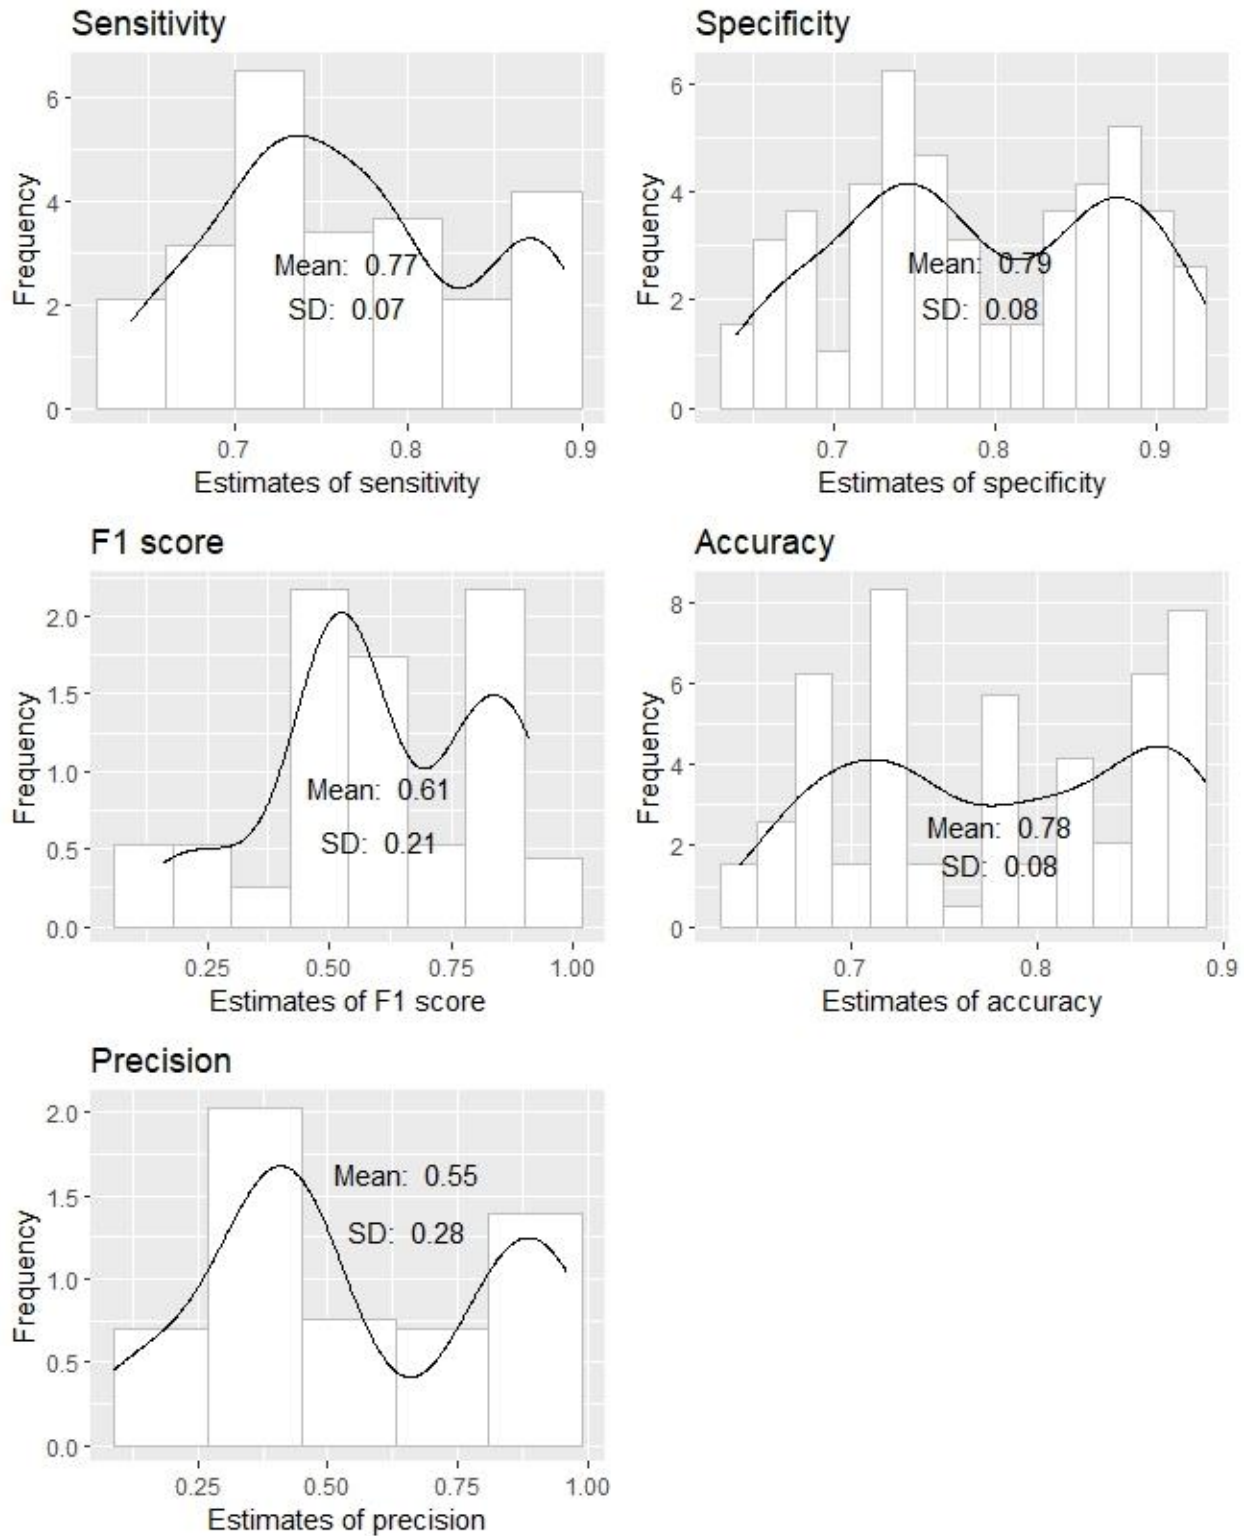 Sensitivity
Frequency
6
4
2
0
Mean: 0.77
SD: 0.07
0.7 0.8 0.9
Estimates of sensitivity
Specificity
Frequency
6
4
2
0
Mean: 0.79
SD: 0.08
0.7 0.8 0.9
Estimates of specificity
F1 score
Frequency
2.0
1.5
1.0
0.5
0.0
Mean: 0.61
SD: 0.21
0.25 0.50 0.75 1.00
Estimates of F1 score
Accuracy
Frequency
8
6
4
2
0
Mean: 0.78
SD: 0.08
0.7 0.8 0.9
Estimates of accuracy
Precision
Frequency
2.0
1.5
1.0
0.5
0.0
Mean: 0.55
SD: 0.28
0.25 0.50 0.75 1.00
Estimates of precision